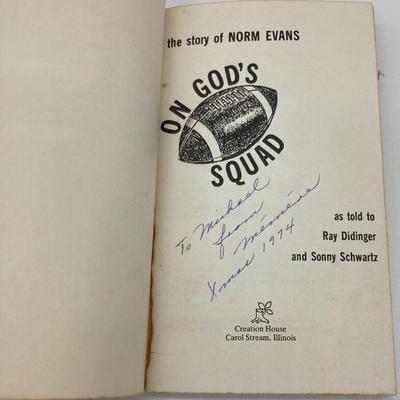 the story of NORM EVANS
ON GOD'S
SQUAD
To Michael
from
Mémère
Xmas 1974
as told to
Ray Didinger
and Sonny Schwartz
Creation House
Carol Stream, Illinois